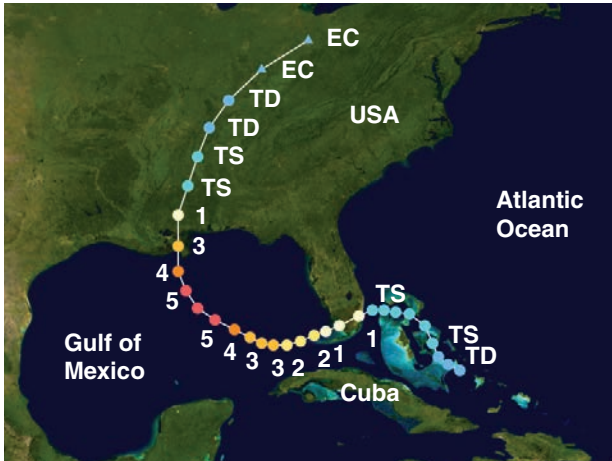 EC
EC
TD
USA
TD
TS
TS
Atlantic
Ocean
1
3
4
5
TS
5
4
3
3
2
2
1
1
TS
TD
Gulf of
Mexico
Cuba